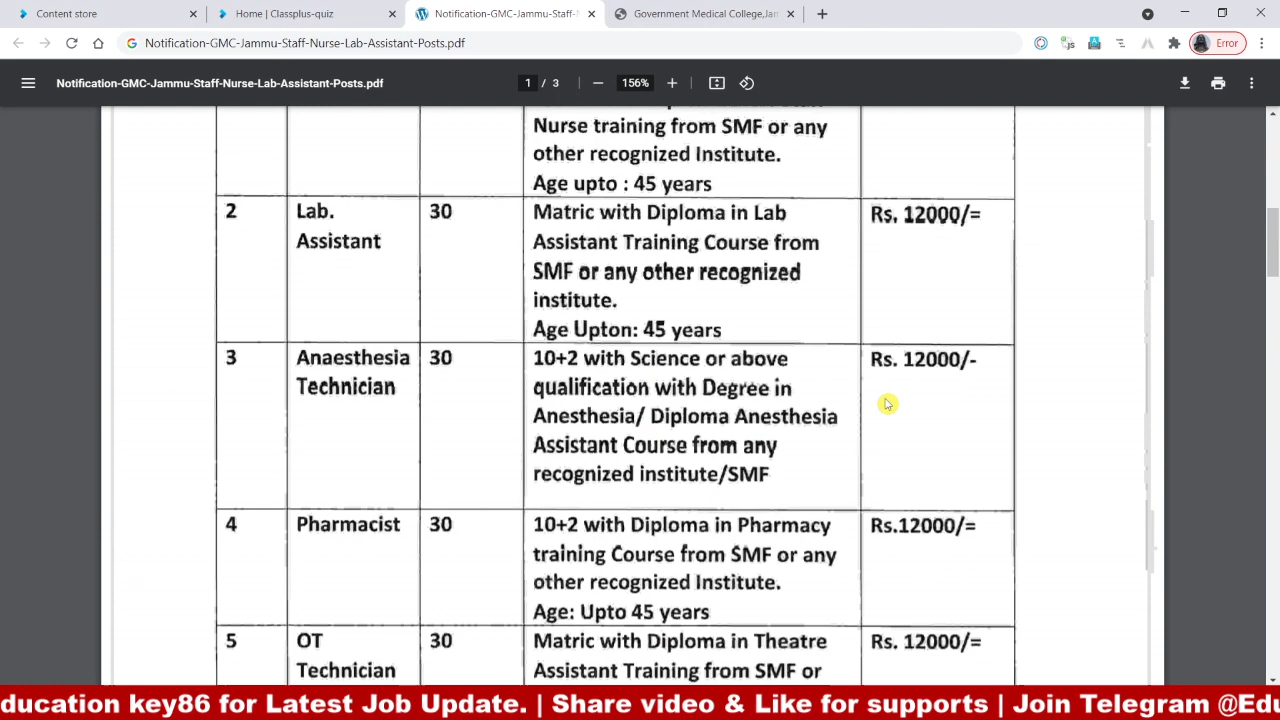 Content store
Home | Classplus-quiz
Notification-GMC-Jammu-Staff-N
Government Medical College,Jam
Notification-GMC-Jammu-Staff-Nurse-Lab-Assistant-Posts.pdf
Error
Notification-GMC-Jammu-Staff-Nurse-Lab-Assistant-Posts.pdf
1 / 3
156%
Nurse training from SMF or any
other recognized Institute.
Age upto : 45 years
2 Lab. 30 Matric with Diploma in Lab Rs. 12000/=
Assistant Assistant Training Course from
SMF or any other recognized
institute.
Age Upton: 45 years
3 Anaesthesia 30 10+2 with Science or above Rs. 12000/-
Technician qualification with Degree in
Anesthesia/ Diploma Anesthesia
Assistant Course from any
recognized institute/SMF
4 Pharmacist 30 10+2 with Diploma in Pharmacy Rs.12000/=
training Course from SMF or any
other recognized Institute.
Age: Upto 45 years
5 OT 30 Matric with Diploma in Theatre Rs. 12000/=
Technician Assistant Training from SMF or
ducation key86 for Latest Job Update. | Share video & Like for supports | Join Telegram @Edu